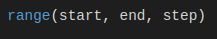 range(start, end, step)